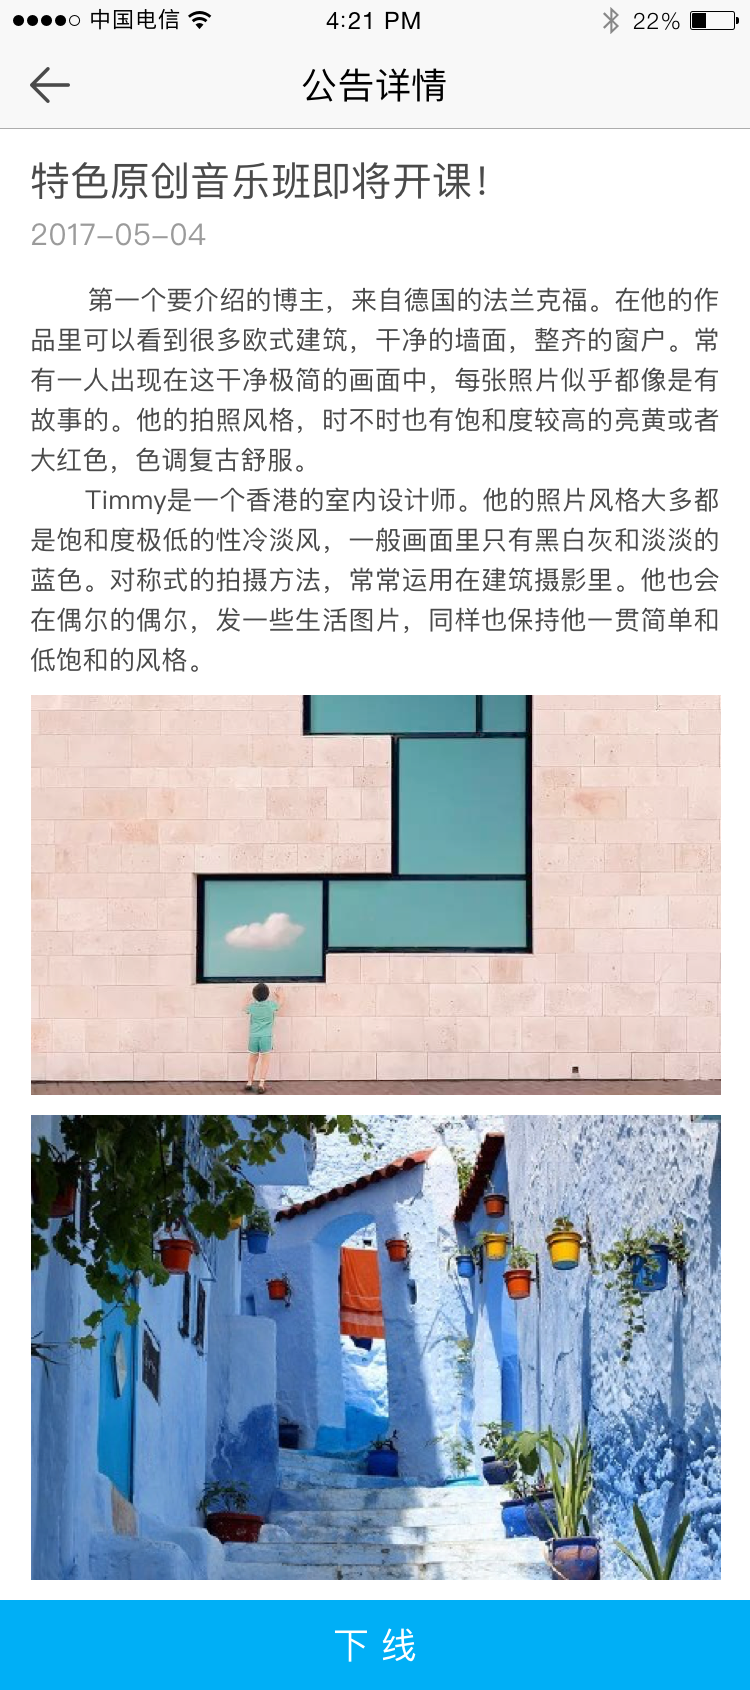 中国电信 4:21 PM 22%
公告详情
特色原创音乐班即将开课!
2017-05-04
第一个要介绍的博主，来自德国的法兰克福。在他的作
品里可以看到很多欧式建筑，干净的墙面，整齐的窗户。常
有一人出现在这干净极简的画面中，每张照片似乎都像是有
故事的。他的拍照风格，时不时也有饱和度较高的亮黄或者
大红色，色调复古舒服。
Timmy是一个香港的室内设计师。他的照片风格大多都
是饱和度极低的性冷淡风，一般画面里只有黑白灰和淡淡的
蓝色。对称式的拍摄方法，常常运用在建筑摄影里。他也会
在偶尔的偶尔，发一些生活图片，同样也保持他一贯简单和
低饱和的风格。
下 线